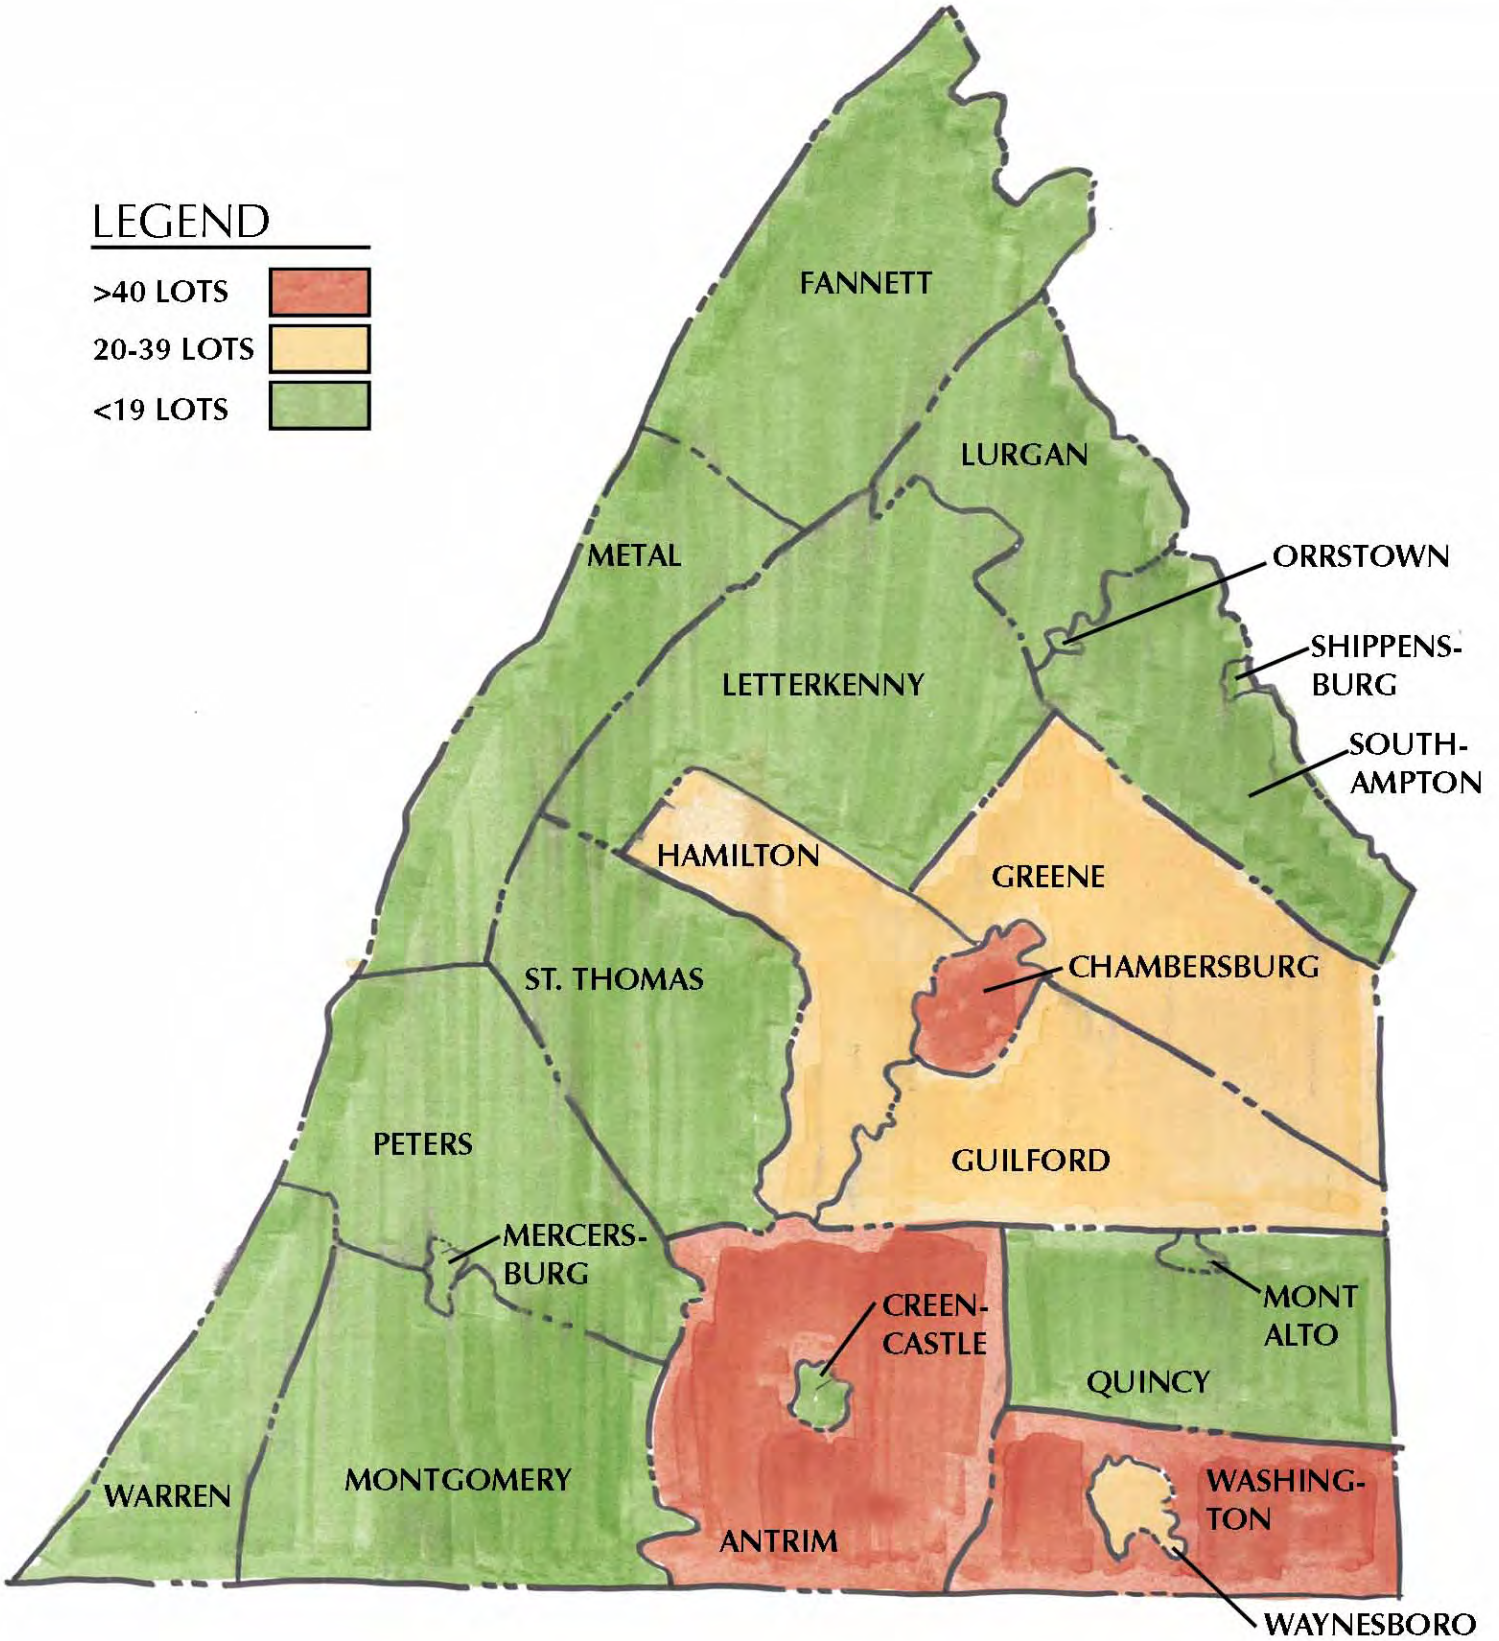 LEGEND
>40 LOTS
20-39 LOTS
<19 LOTS
FANNETT
LURGAN
METAL
ORRSTOWN
SHIPPENS-
BURG
LETTERKENNY
SOUTH-
AMPTON
HAMILTON
GREENE
CHAMBERSBURG
ST. THOMAS
PETERS
GUILFORD
MERCERS-
BURG
CREEN-
CASTLE
MONT
ALTO
QUINCY
WARREN
MONTGOMERY
WASHING-
TON
ANTRIM
WAYNESBORO